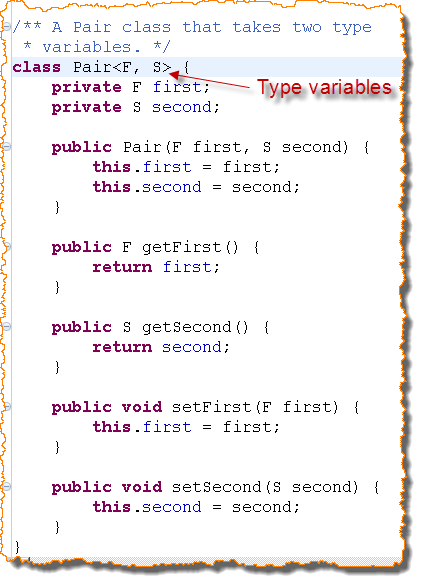 /** A Pair class that takes two type
 * variables. */
class Pair<F, S> {
    private F first;
Type variables
    private S second;

    public Pair(F first, S second) {
        this.first = first;
        this.second = second;
    }

    public F getFirst() {
        return first;
    }

    public S getSecond() {
        return second;
    }

    public void setFirst(F first) {
        this.first = first;
    }

    public void setSecond(S second) {
        this.second = second;
    }
}